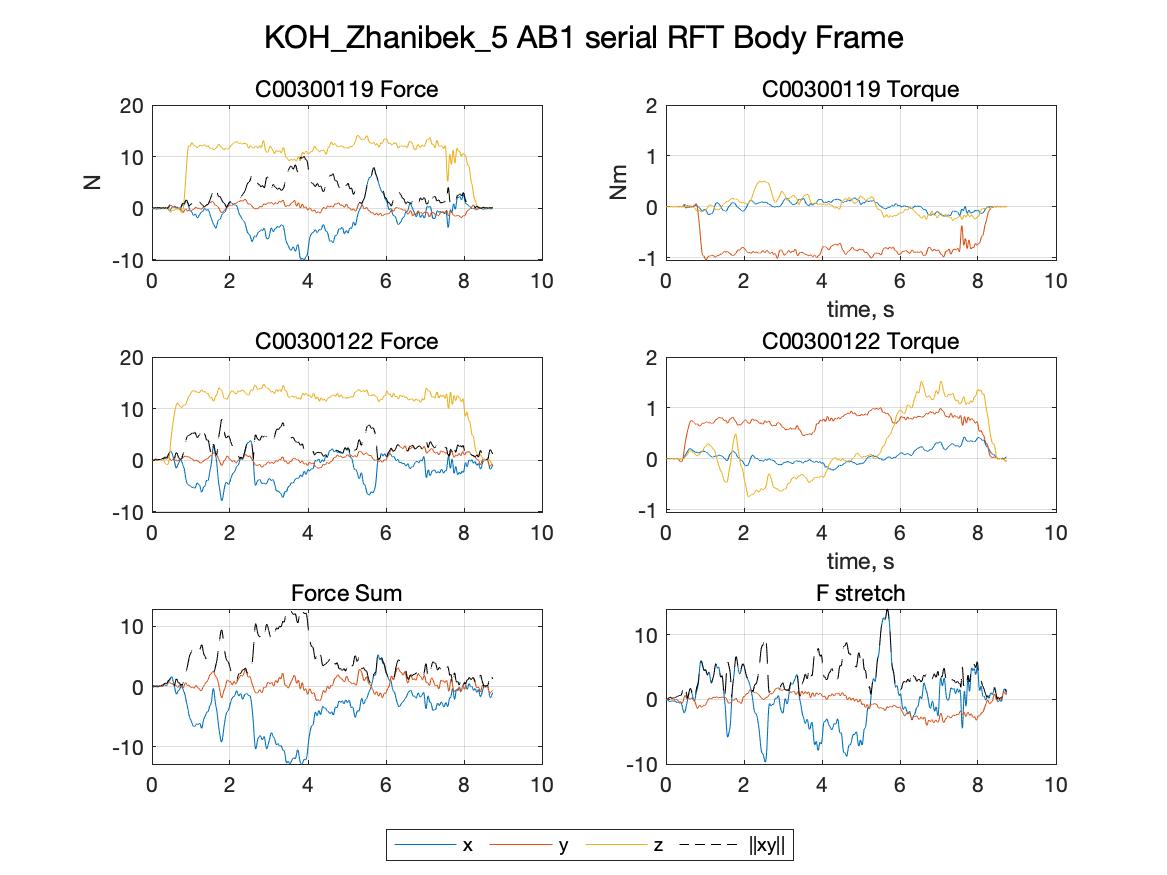 KOH_Zhanibek_5 AB1 serial RFT Body Frame
C00300119 Force
N
20
10
0
-10
0 2 4 6 8 10
C00300119 Torque
Nm
2
1
0
-1
0 2 4 6 8 10
time, s
C00300122 Force
20
10
0
-10
0 2 4 6 8 10
C00300122 Torque
2
1
0
-1
0 2 4 6 8 10
time, s
Force Sum
10
0
-10
0 2 4 6 8 10
F stretch
10
0
-10
0 2 4 6 8 10
x y z ||xy||